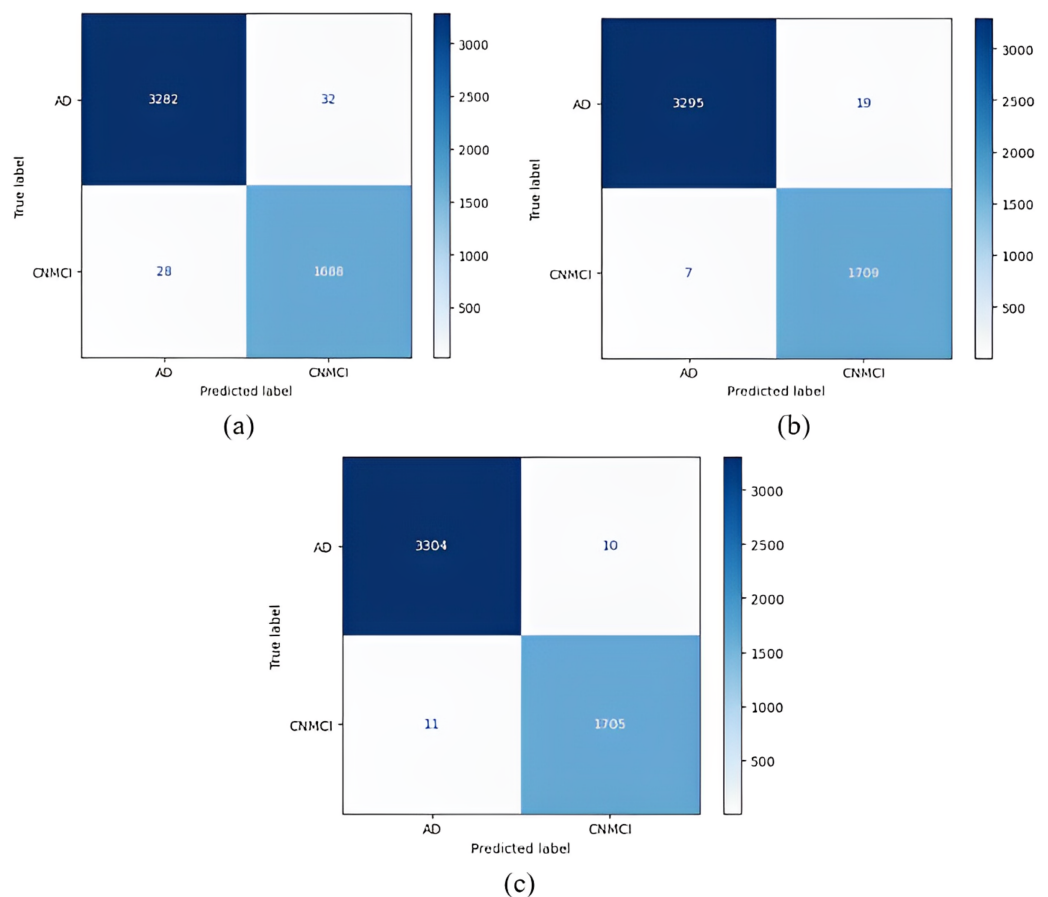 3000
2500
2000
1500
1000
500
AD
CNMCI
True label
3282 32
28 1688
AD CNMCI
Predicted label
(a)
3000
2500
2000
1500
1000
500
AD
CNMCI
True label
3295 19
7 1709
AD CNMCI
Predicted label
(b)
3000
2500
2000
1500
1000
500
AD
CNMCI
True label
3304 10
11 1705
AD CNMCI
Predicted label
(c)